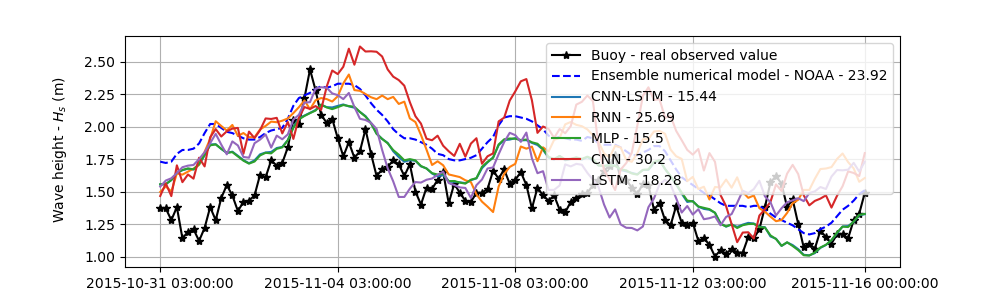 Wave height - Hs (m)
2.50
2.25
2.00
1.75
1.50
1.25
1.00
Buoy - real observed value
Ensemble numerical model - NOAA - 23.92
CNN-LSTM - 15.44
RNN - 25.69
MLP - 15.5
CNN - 30.2
LSTM - 18.28
2015-10-31 03:00:00 2015-11-04 03:00:00 2015-11-08 03:00:00 2015-11-12 03:00:00 2015-11-16 00:00:00